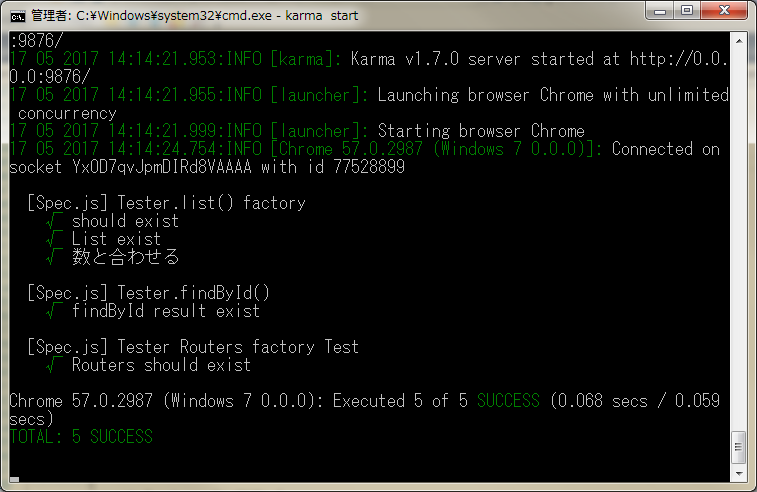 管理者: C:¥Windows¥system32¥cmd.exe - karma  start
:9876/
17 05 2017 14:14:21.953:INFO [karma]: Karma v1.7.0 server started at http://0.0.
0.0:9876/
17 05 2017 14:14:21.955:INFO [launcher]: Launching browser Chrome with unlimited
 concurrency
17 05 2017 14:14:21.999:INFO [launcher]: Starting browser Chrome
17 05 2017 14:14:24.754:INFO [Chrome 57.0.2987 (Windows 7 0.0.0)]: Connected on
socket YxOD7qvJpmDIRd8VAAAA with id 77528899
[Spec.js] Tester.list() factory
√ should exist
√ List exist
√ 数と合わせる
[Spec.js] Tester.findById()
√ findById result exist
[Spec.js] Tester Routers factory Test
√ Routers should exist
Chrome 57.0.2987 (Windows 7 0.0.0): Executed 5 of 5 SUCCESS (0.068 secs / 0.059
secs)
TOTAL: 5 SUCCESS